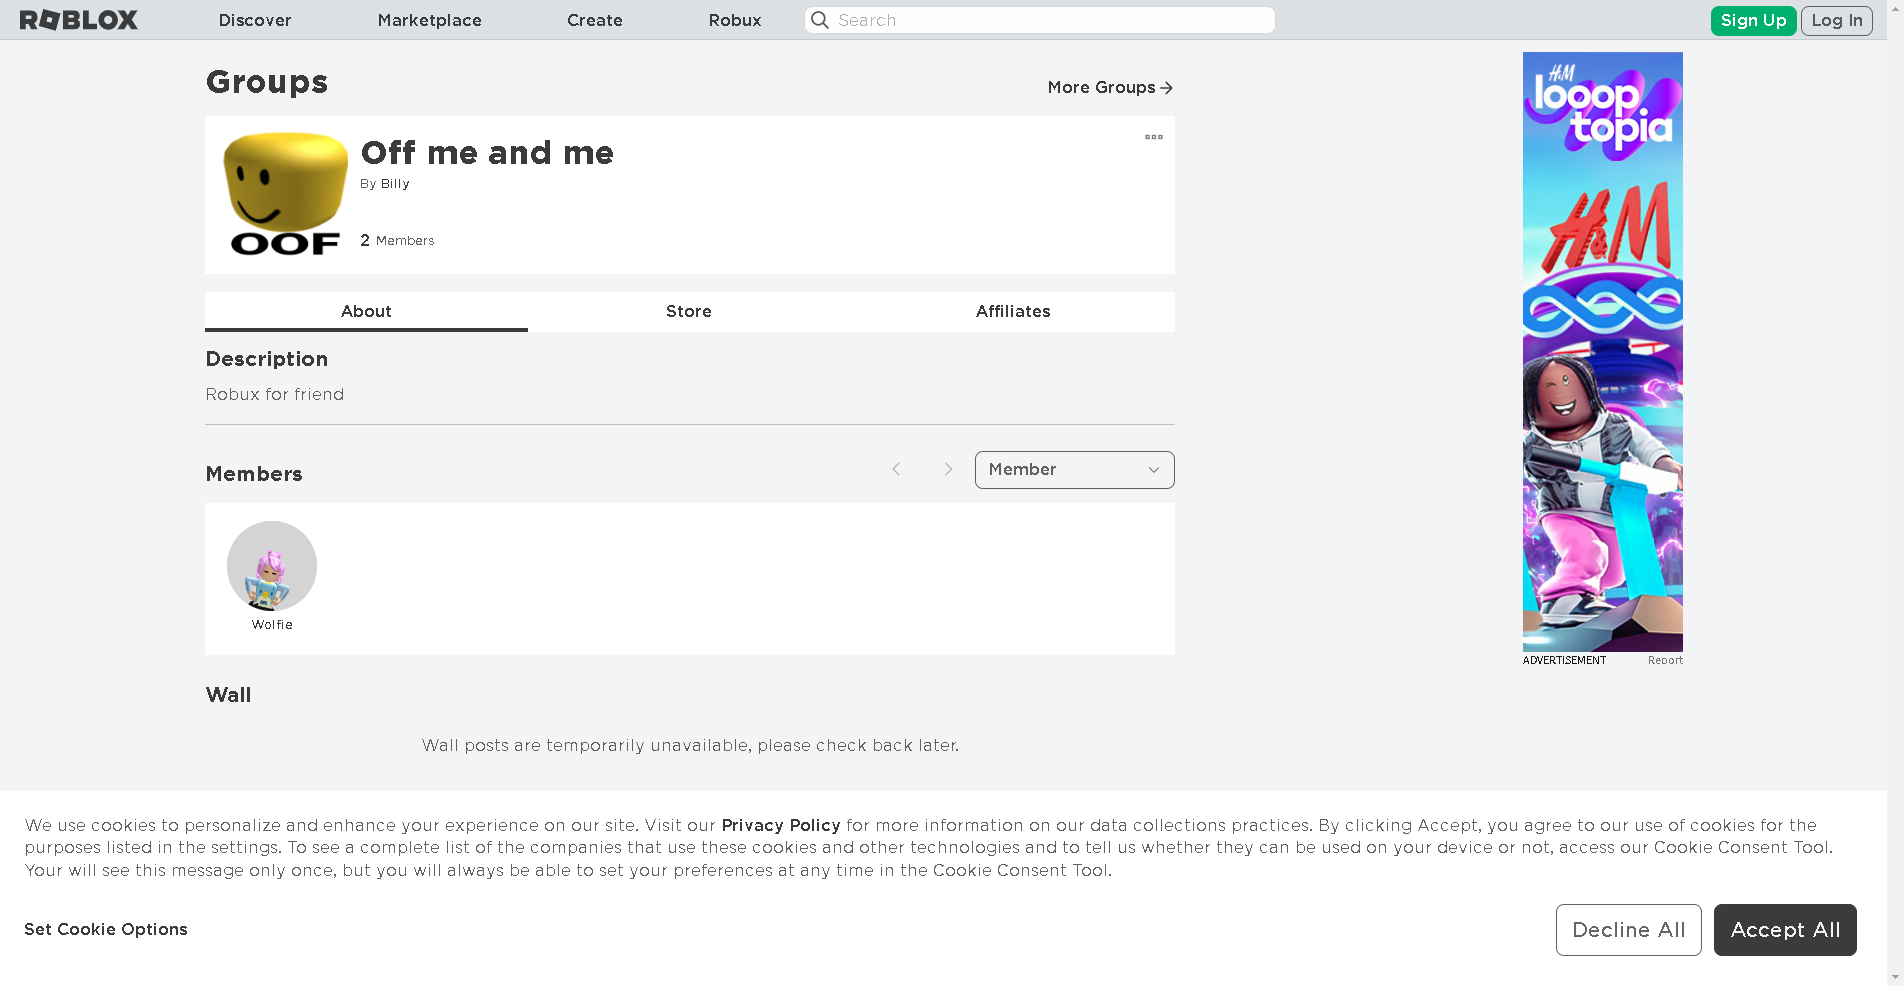 ROBLOX Discover Marketplace Create Robux Search Sign Up Log In
Groups
More Groups
Off me and me
By Billy
2 Members
OOF
About Store Affiliates
Description
Robux for friend
Members
Member
Wolfie
Wall
Wall posts are temporarily unavailable, please check back later.
H&M
looop
topia
H&M
ADVERTISEMENT Report
We use cookies to personalize and enhance your experience on our site. Visit our Privacy Policy for more information on our data collections practices. By clicking Accept, you agree to our use of cookies for the
purposes listed in the settings. To see a complete list of the companies that use these cookies and other technologies and to tell us whether they can be used on your device or not, access our Cookie Consent Tool.
Your will see this message only once, but you will always be able to set your preferences at any time in the Cookie Consent Tool.
Set Cookie Options
Decline All Accept All